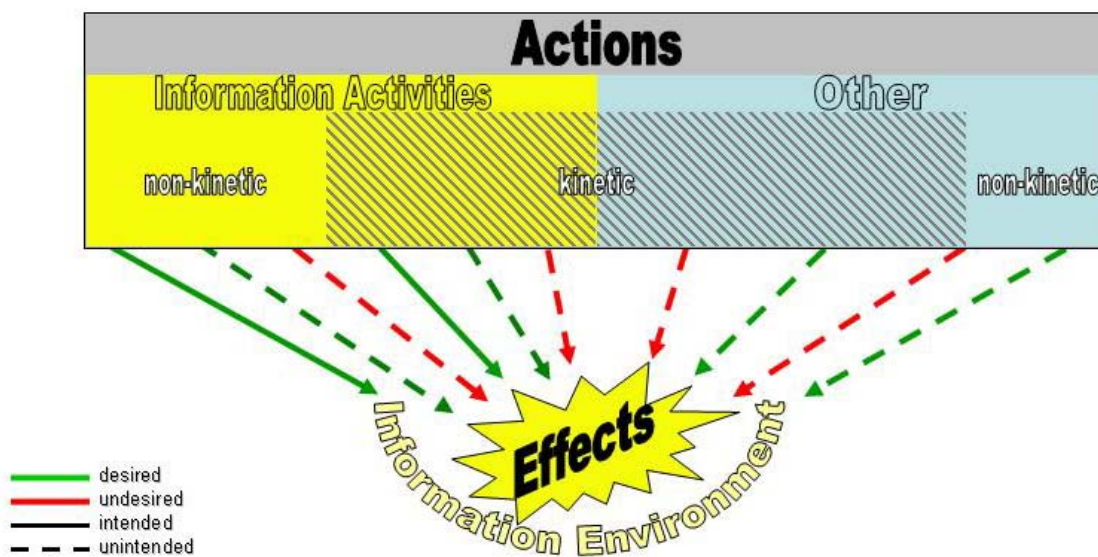 Actions
Information Activities
Other
non-kinetic
kinetic
non-kinetic
Effects
Information Environment
desired
undesired
intended
unintended